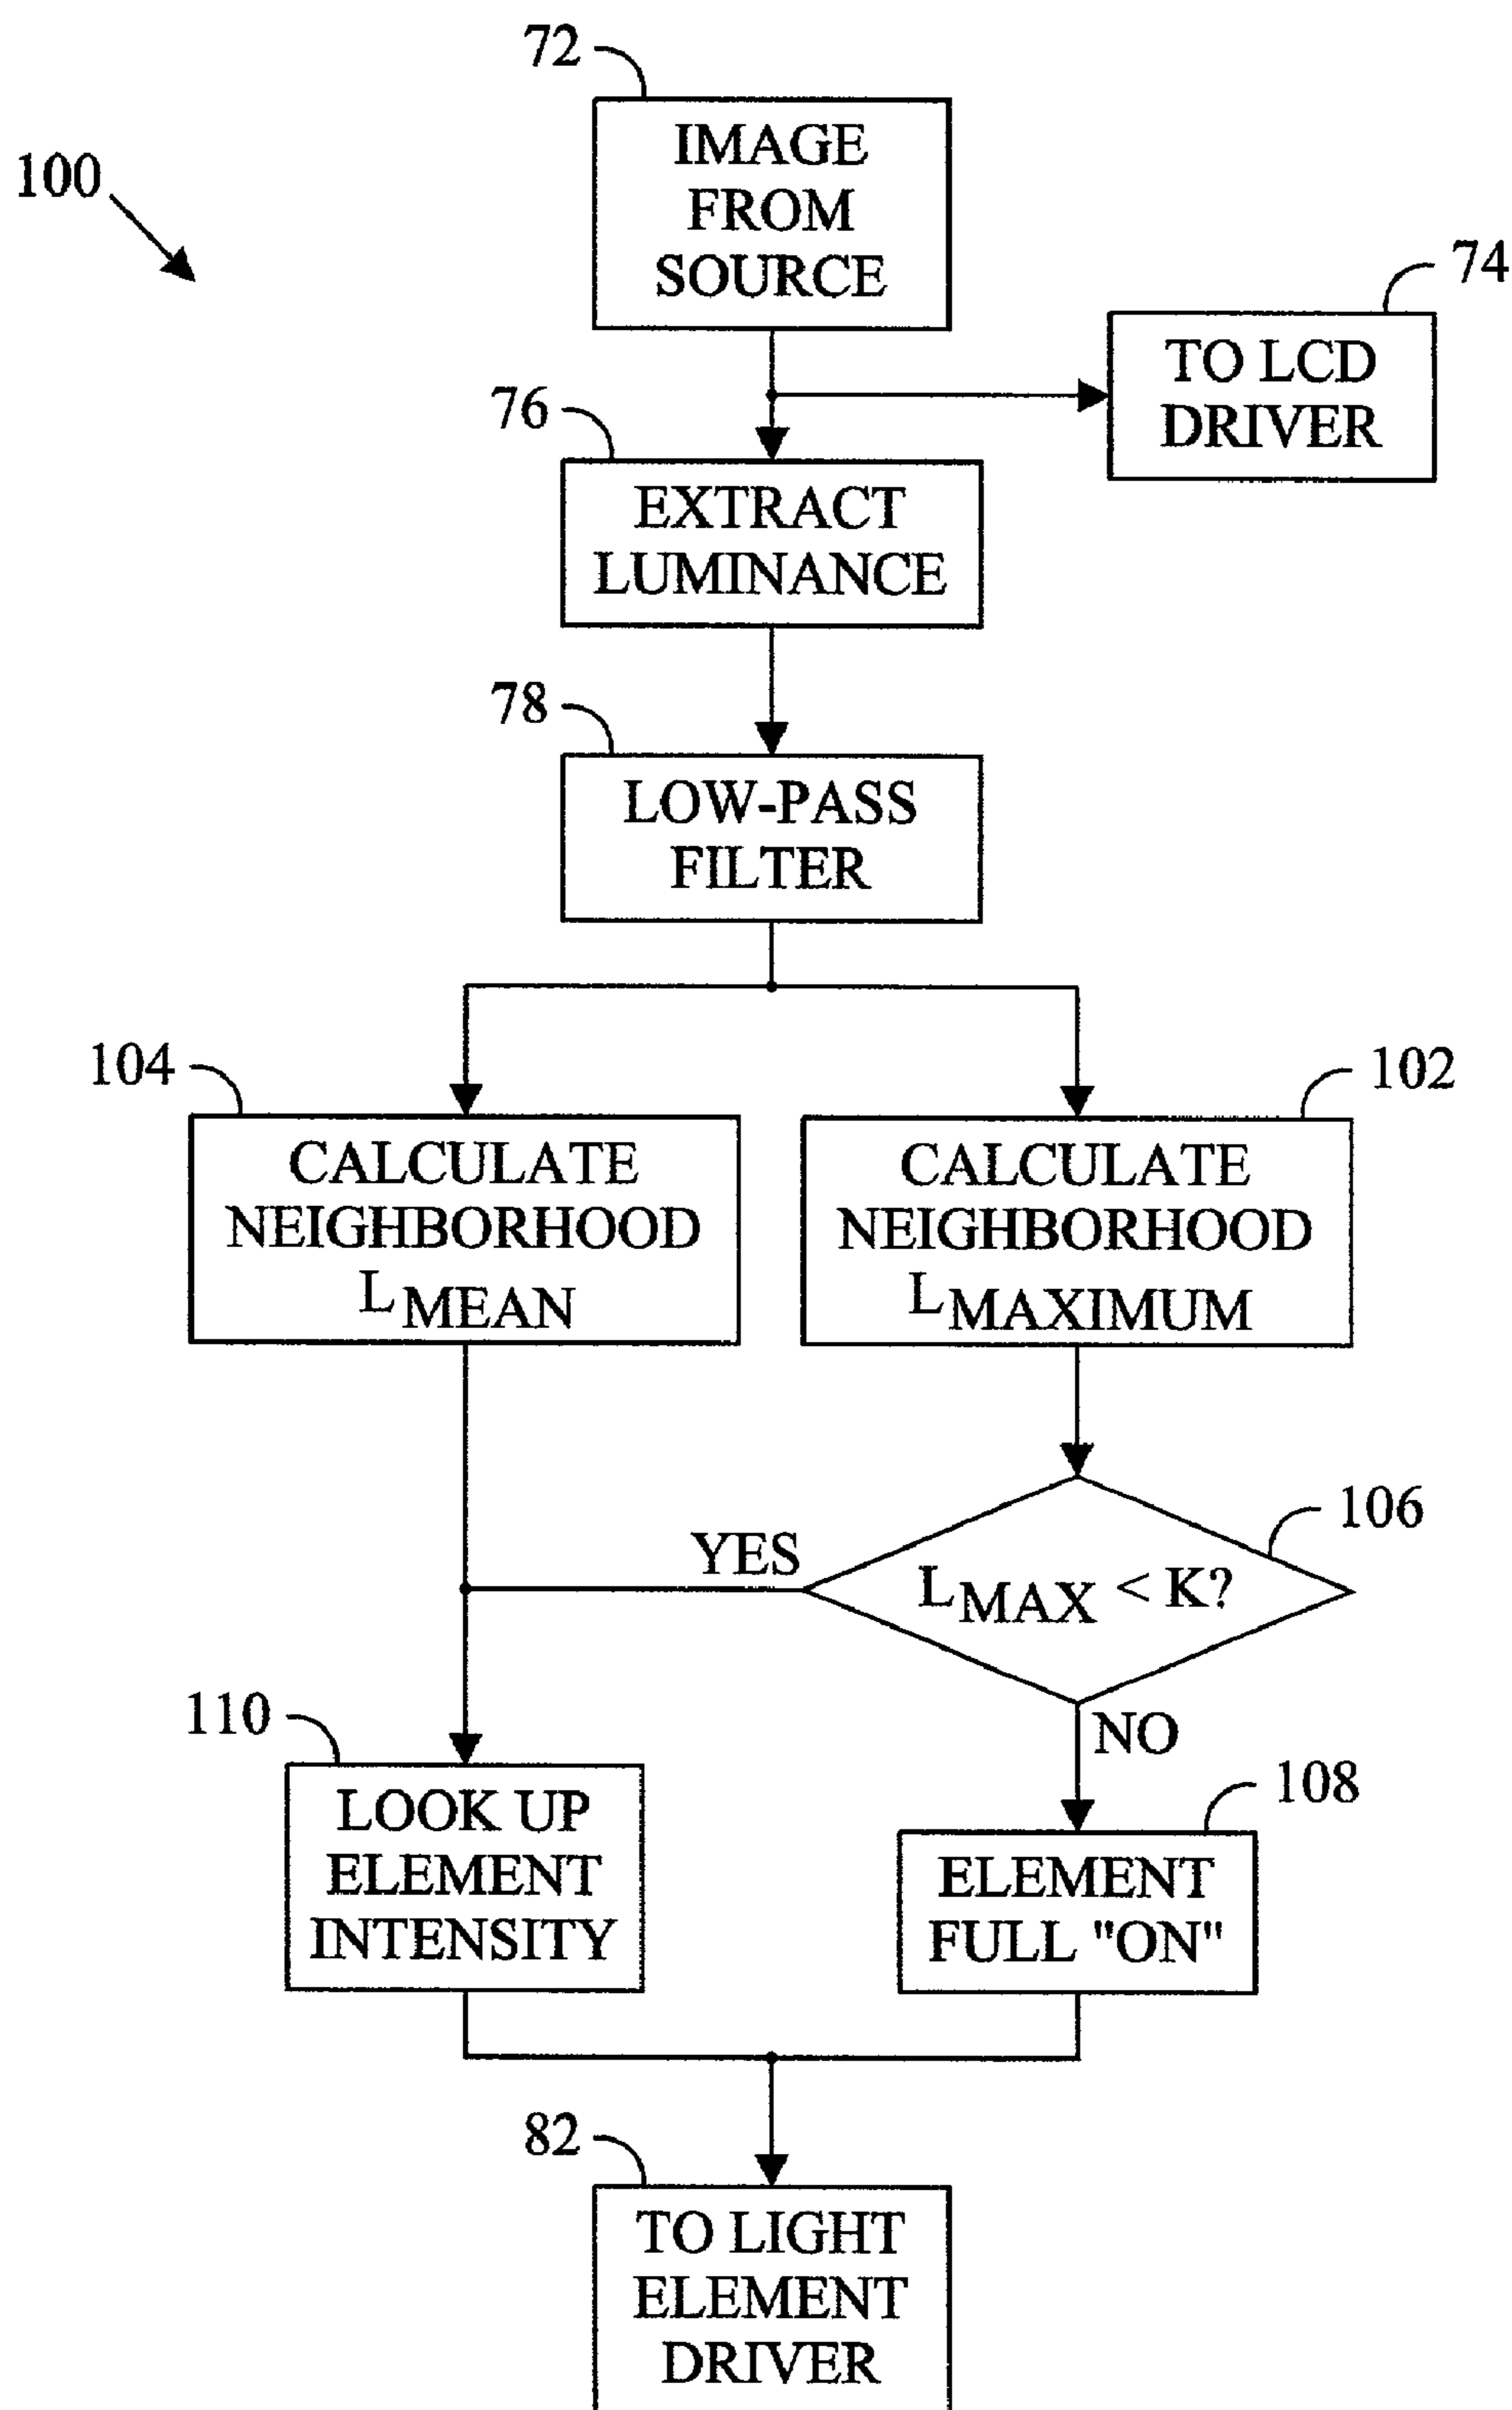 72
IMAGE
FROM
SOURCE
100
74
TO LCD
DRIVER
76
EXTRACT
LUMINANCE
78
LOW-PASS
FILTER
104
CALCULATE
NEIGHBORHOOD
LMEAN
102
CALCULATE
NEIGHBORHOOD
LMAXIMUM
106
YES
LMAX < K?
NO
110
LOOK UP
ELEMENT
INTENSITY
108
ELEMENT
FULL "ON"
82
TO LIGHT
ELEMENT
DRIVER